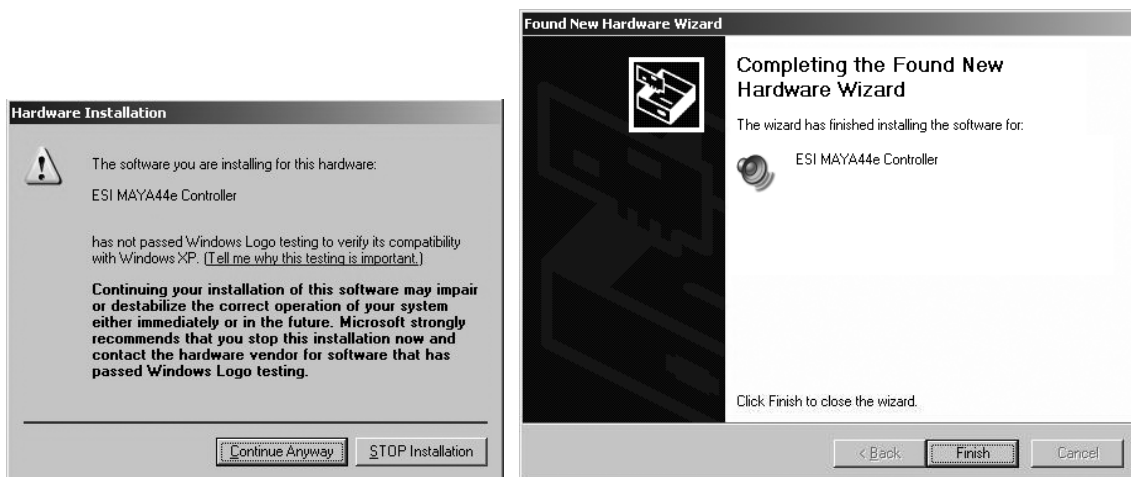 Hardware Installation
The software you are installing for this hardware:
ESI MAYA44e Controller
has not passed Windows Logo testing to verify its compatibility
with Windows XP. (Tell me why this testing is important.)
Continuing your installation of this software may impair
or destabilize the correct operation of your system
either immediately or in the future. Microsoft strongly
recommends that you stop this installation now and
contact the hardware vendor for software that has
passed Windows Logo testing.
Continue Anyway
STOP Installation
Found New Hardware Wizard
Completing the Found New
Hardware Wizard
The wizard has finished installing the software for:
ESI MAYA44e Controller
Click Finish to close the wizard.
< Back
Finish
Cancel